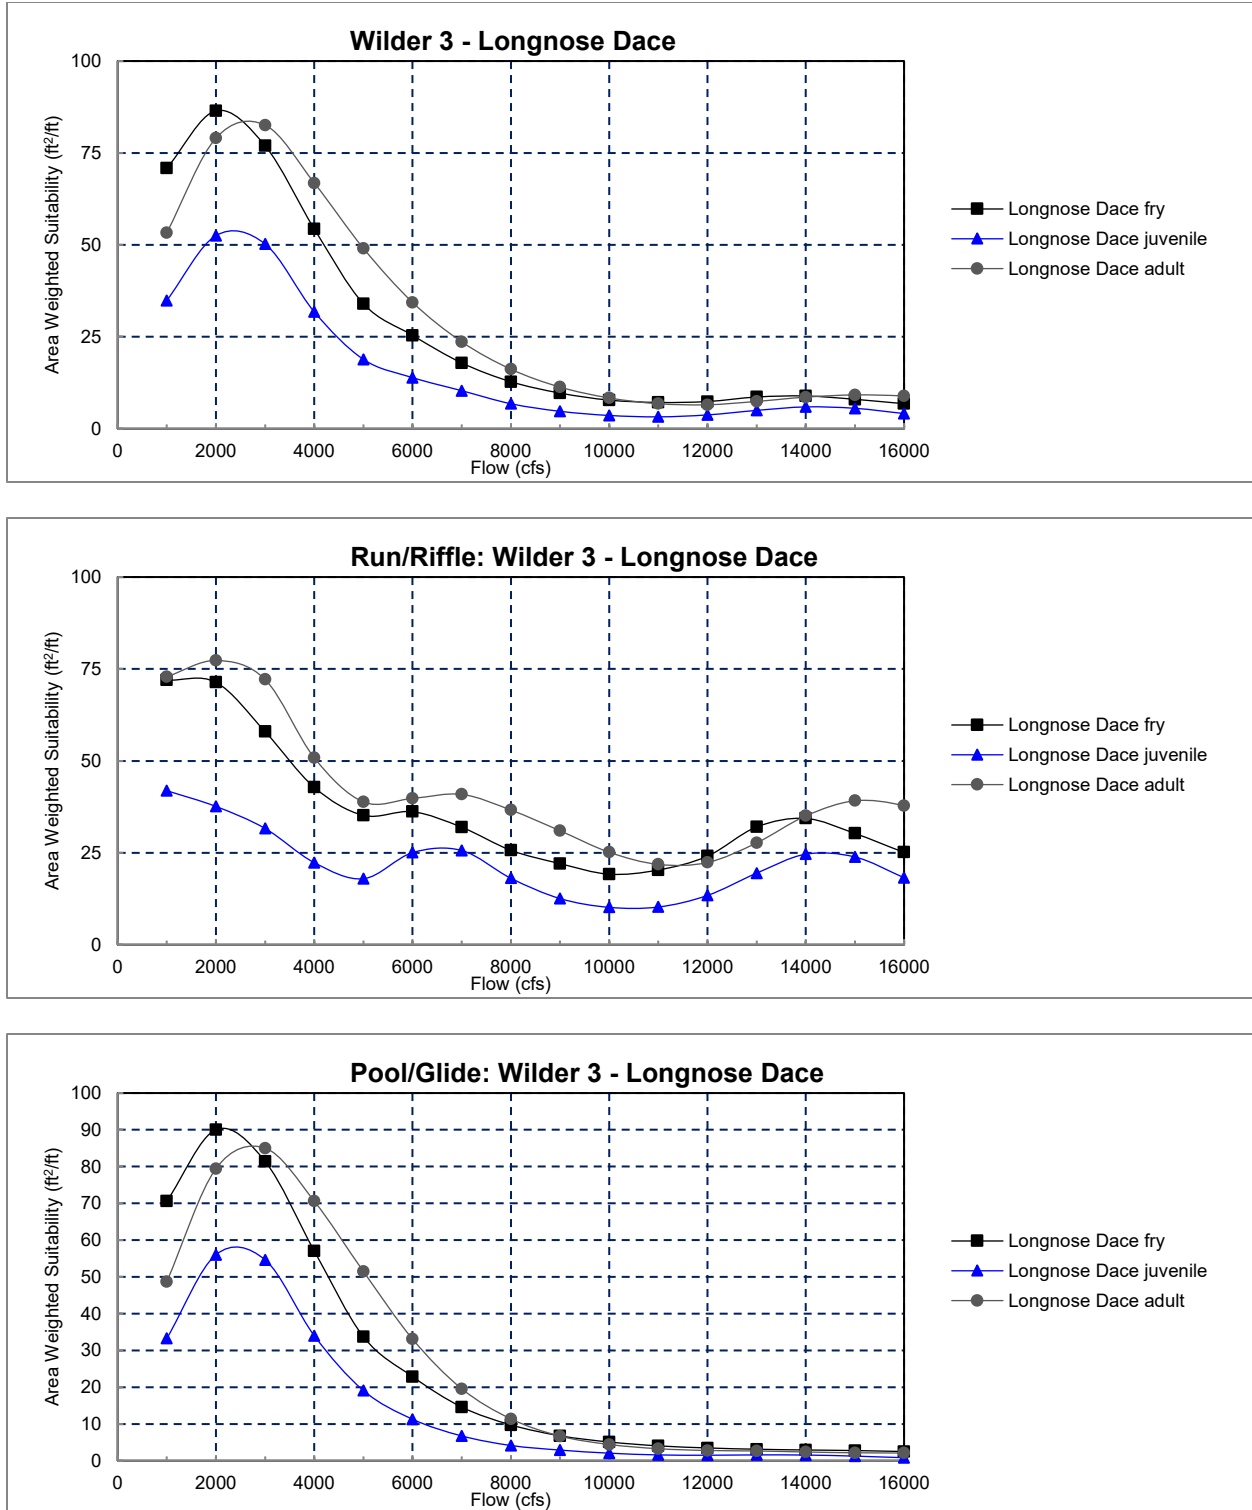 Wilder 3 - Longnose Dace
100
75
50
25
0
Area Weighted Suitability (ft²/ft)
0 2000 4000 6000 8000 10000 12000 14000 16000
Flow (cfs)
Longnose Dace fry
Longnose Dace juvenile
Longnose Dace adult
Run/Riffle: Wilder 3 - Longnose Dace
100
75
50
25
0
Area Weighted Suitability (ft²/ft)
0 2000 4000 6000 8000 10000 12000 14000 16000
Flow (cfs)
Longnose Dace fry
Longnose Dace juvenile
Longnose Dace adult
Pool/Glide: Wilder 3 - Longnose Dace
100
90
80
70
60
50
40
30
20
10
0
Area Weighted Suitability (ft²/ft)
0 2000 4000 6000 8000 10000 12000 14000 16000
Flow (cfs)
Longnose Dace fry
Longnose Dace juvenile
Longnose Dace adult